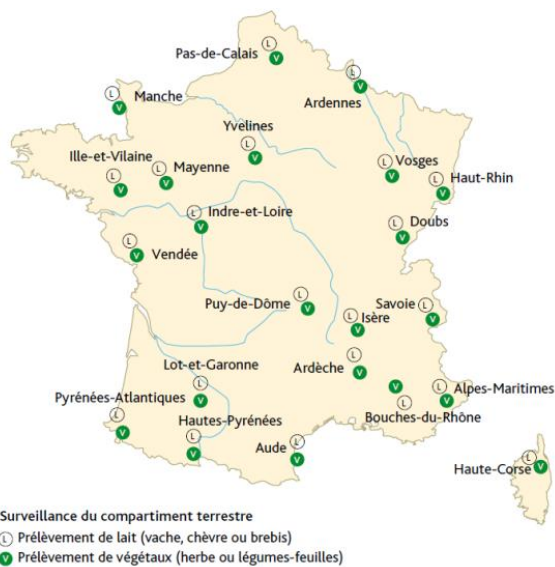 Pas-de-Calais
L
V
L
V
Ardennes
L
Manche
V
Yvelines
L
V
Ille-et-Vilaine
L
V
Mayenne
L
V
L
Vosges
V
L
Haut-Rhin
V
L
Indre-et-Loire
V
L
Doubs
V
L
V
Vendée
Puy-de-Dôme
L
V
Savoie
L
V
L
Isère
V
Ardèche
L
V
Lot-et-Garonne
L
V
V
L
Bouches-du-Rhône
L
Alpes-Maritimes
V
Pyrénées-Atlantiques
L
V
Hautes-Pyrénées
L
V
Aude
L
V
Haute-Corse
L
V
Surveillance du compartiment terrestre
L Prélèvement de lait (vache, chèvre ou brebis)
V Prélèvement de végétaux (herbe ou légumes-feuilles)